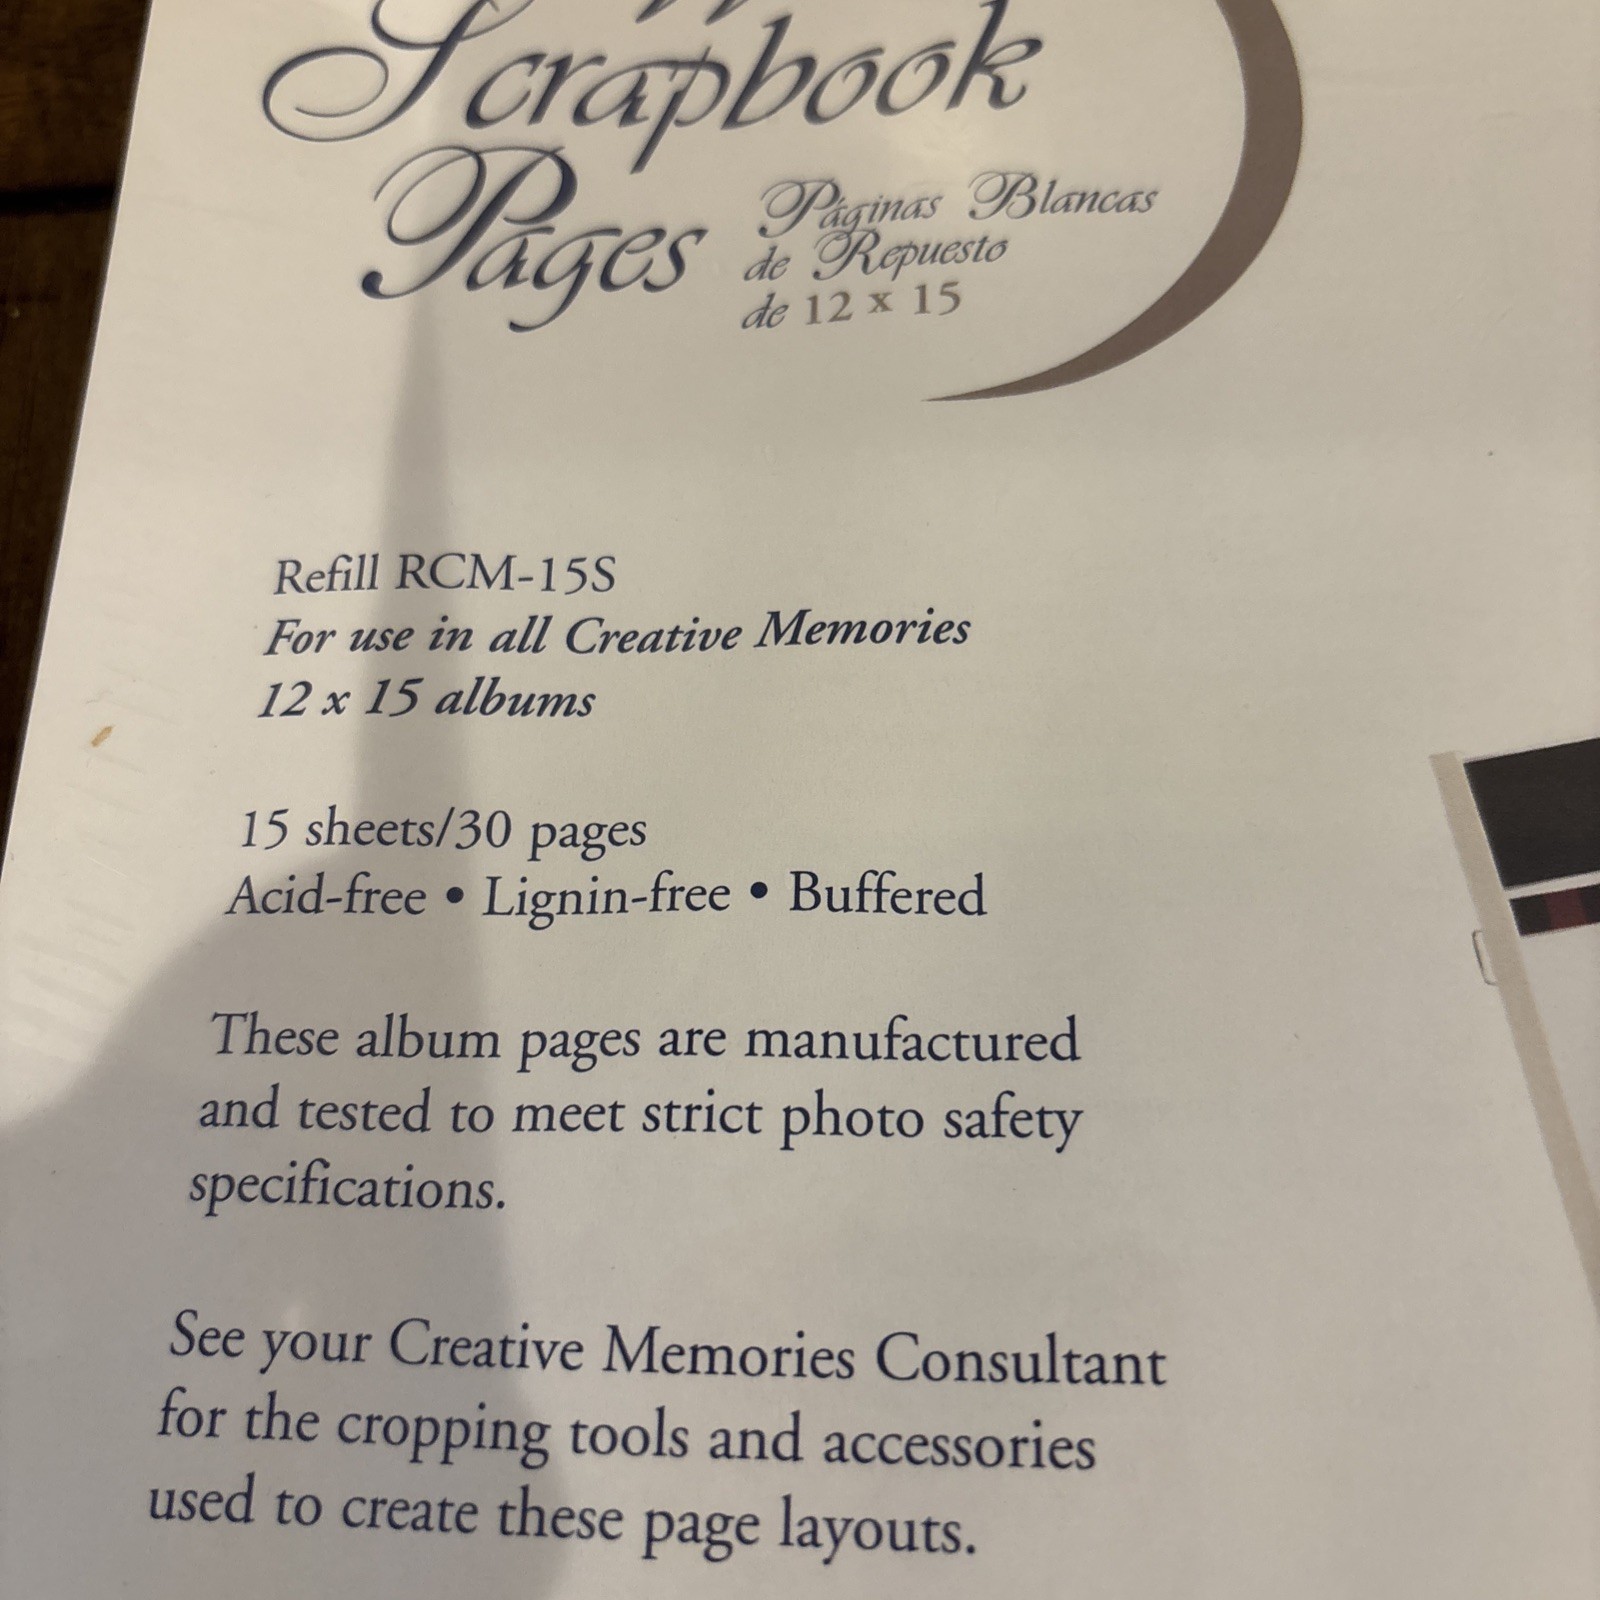 Scrapbook
Pages
Páginas Blancas
de Repuesto
de 12 x 15
Refill RCM-15S
For use in all Creative Memories
12 x 15 albums
15 sheets/30 pages
Acid-free • Lignin-free • Buffered
These album pages are manufactured
and tested to meet strict photo safety
specifications.
See your Creative Memories Consultant
for the cropping tools and accessories
used to create these page layouts.